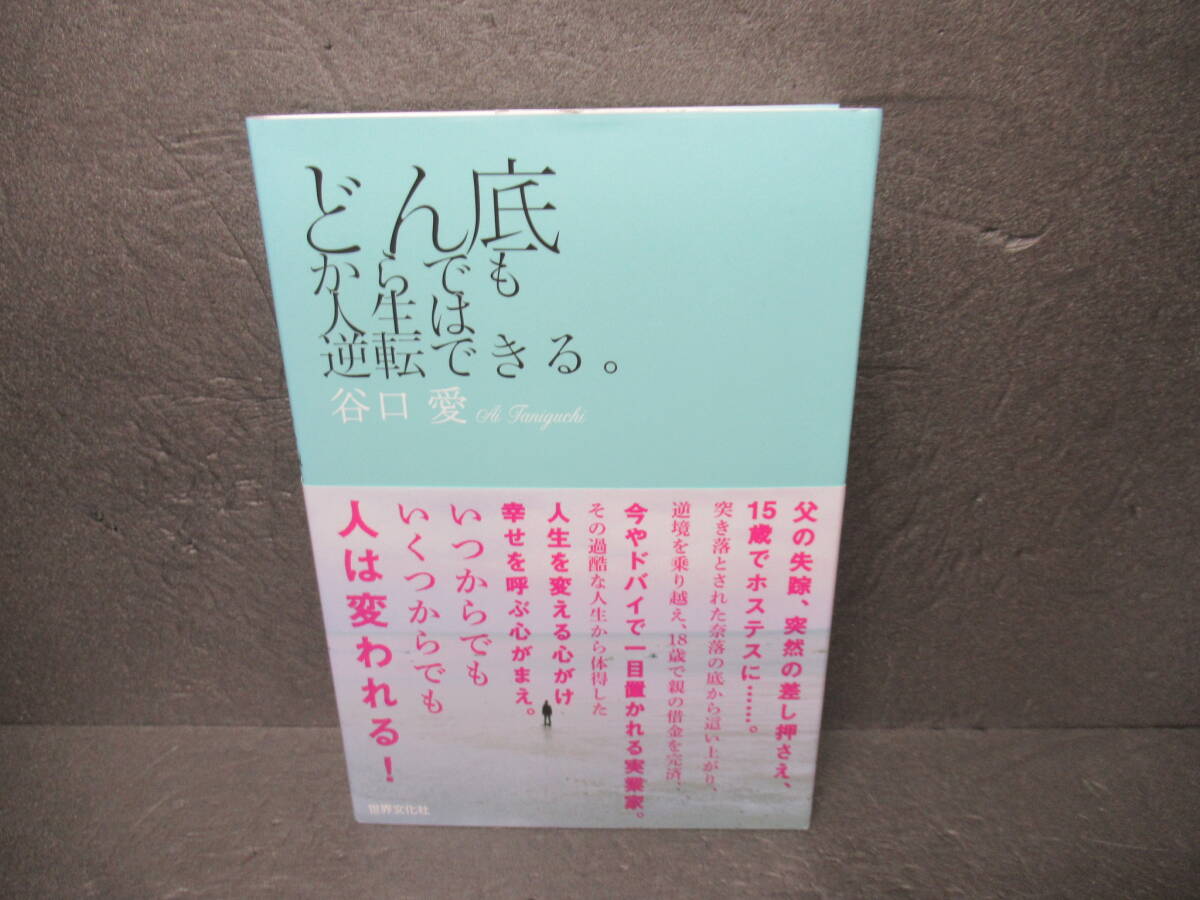 どん底
からでも
人生は
逆転できる。
谷口 愛 Ai Taniguchi
父の失踪、突然の差し押さえ、
15歳でホステスに……。
突き落とされた奈落の底から這い上がり、
逆境を乗り越え、18歳で親の借金を完済、
今やドバイで一目置かれる実業家。
その過酷な人生から体得した
人生を変える心がけ
幸せを呼ぶ心がまえ。
いつからでも
いくつからでも
人は変われる！
世界文化社